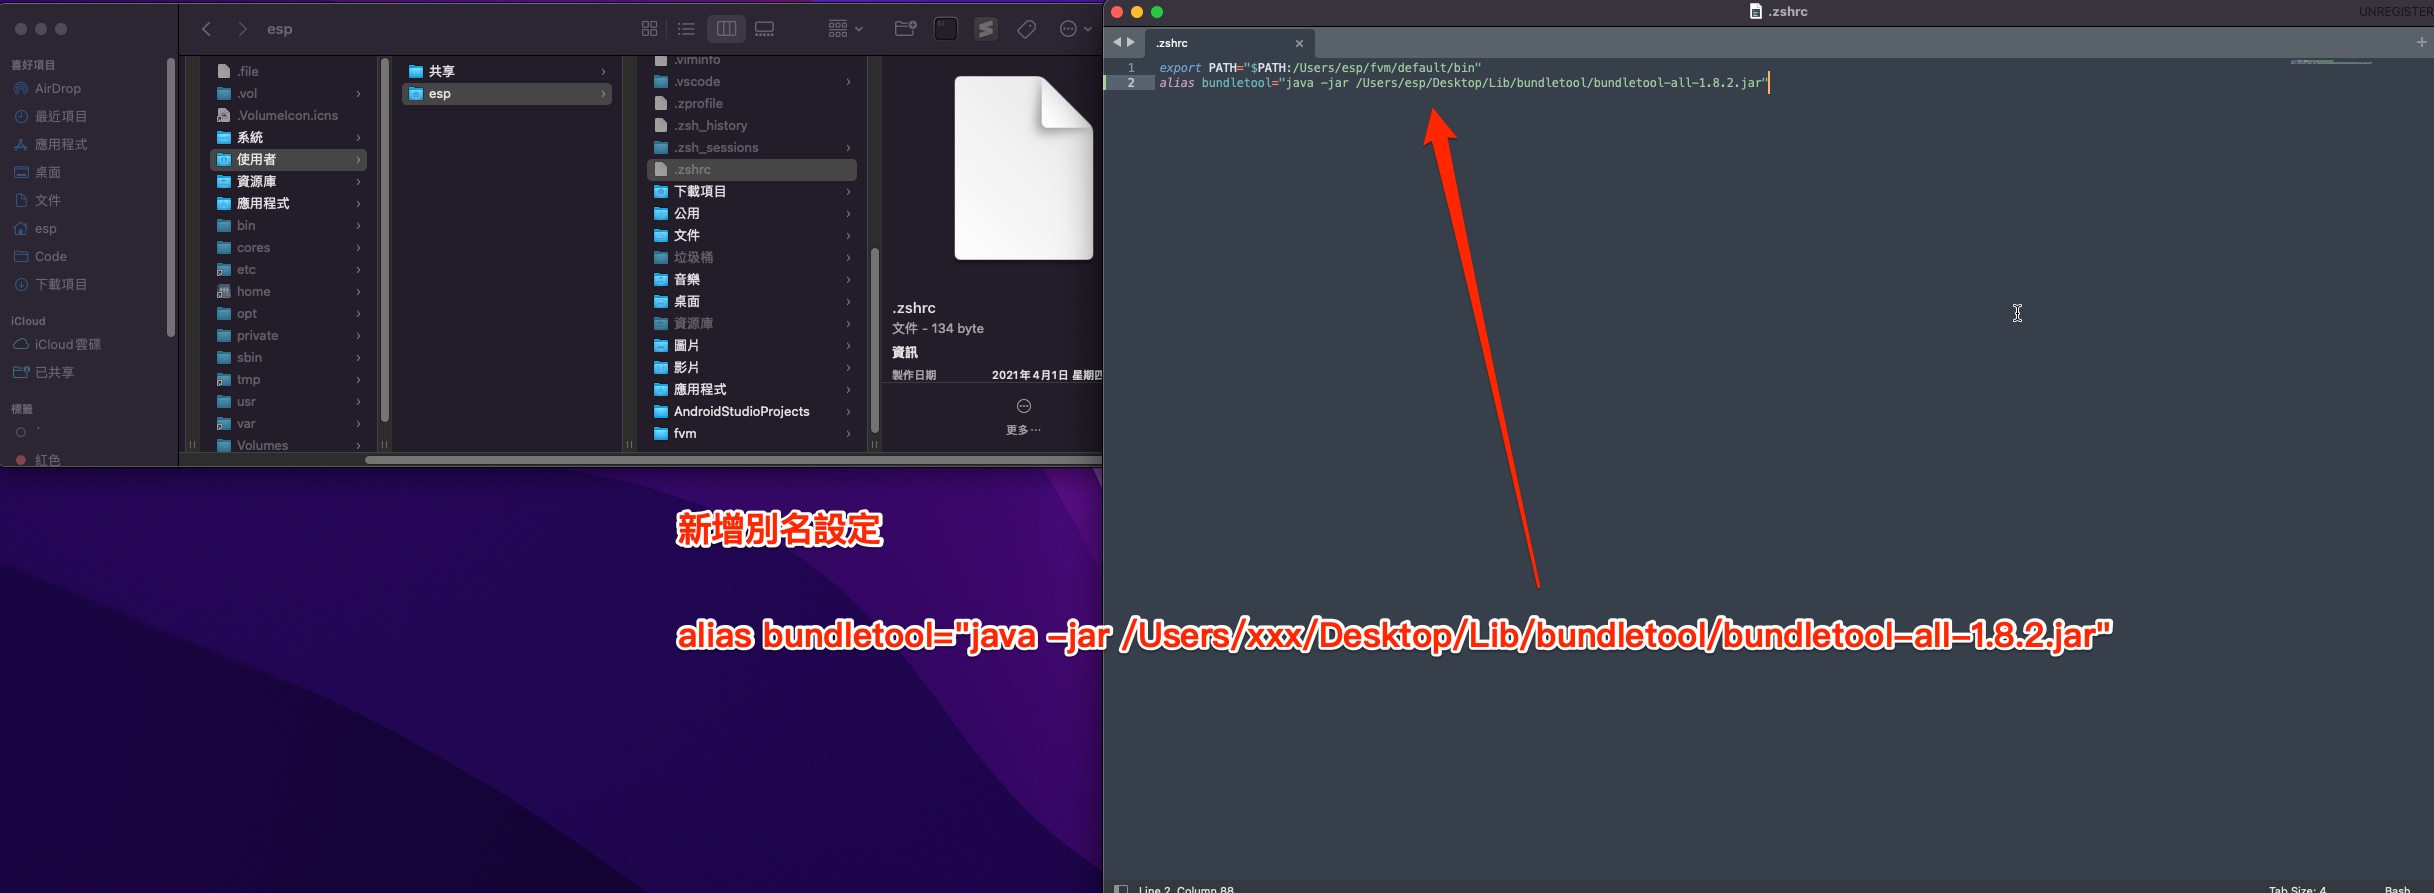 esp
喜好項目
AirDrop
最近項目
應用程式
桌面
文件
esp
Code
下載項目
iCloud
iCloud雲碟
已共享
標籤
紅色
.file
.vol
.VolumeIcon.icns
系統
使用者
資源庫
應用程式
bin
cores
etc
home
opt
private
sbin
tmp
usr
var
Volumes
共享
esp
.viminfo
.vscode
.zprofile
.zsh_history
.zsh_sessions
.zshrc
下載項目
公用
文件
垃圾桶
音樂
桌面
資源庫
圖片
影片
應用程式
AndroidStudioProjects
fvm
.zshrc
文件 - 134 byte
資訊
製作日期 2021年4月1日 星期四
更多…
.zshrc
UNREGISTER
.zshrc
1 export PATH="$PATH:/Users/esp/fvm/default/bin"
2 alias bundletool="java -jar /Users/esp/Desktop/Lib/bundletool/bundletool-all-1.8.2.jar"
新增別名設定
alias bundletool="java -jar /Users/xxx/Desktop/Lib/bundletool/bundletool-all-1.8.2.jar"
Line 2, Column 88
Tab Size: 4
Bash